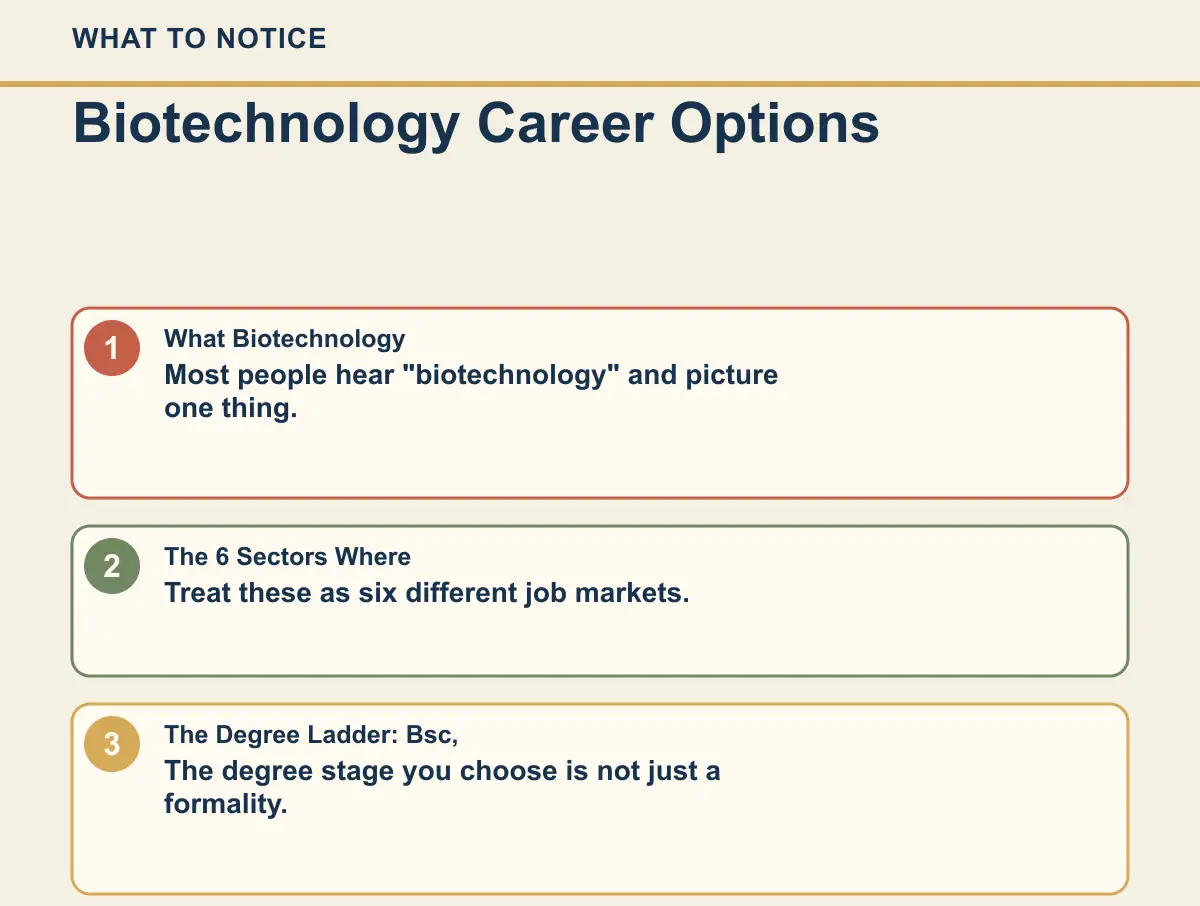 WHAT TO NOTICE
Biotechnology Career Options
1
What Biotechnology
Most people hear "biotechnology" and picture
one thing.
2
The 6 Sectors Where
Treat these as six different job markets.
3
The Degree Ladder: Bsc,
The degree stage you choose is not just a
formality.